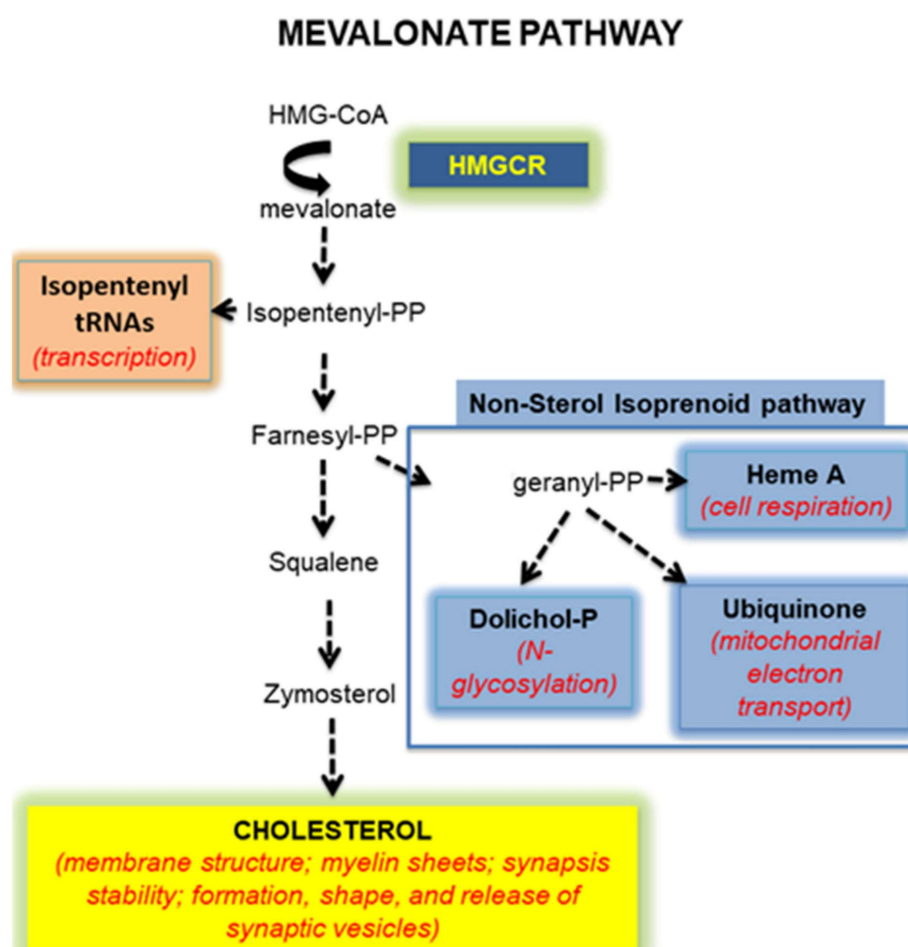 MEVALONATE PATHWAY
HMG-CoA
HMGCR
mevalonate
Isopentenyl
tRNAs
(transcription)
Isopentenyl-PP
Non-Sterol Isoprenoid pathway
Farnesyl-PP
geranyl-PP
Heme A
(cell respiration)
Squalene
Dolichol-P
(N-
glycosylation)
Ubiquinone
(mitochondrial
electron
transport)
Zymosterol
CHOLESTEROL
(membrane structure; myelin sheets; synapsis
stability; formation, shape, and release of
synaptic vesicles)